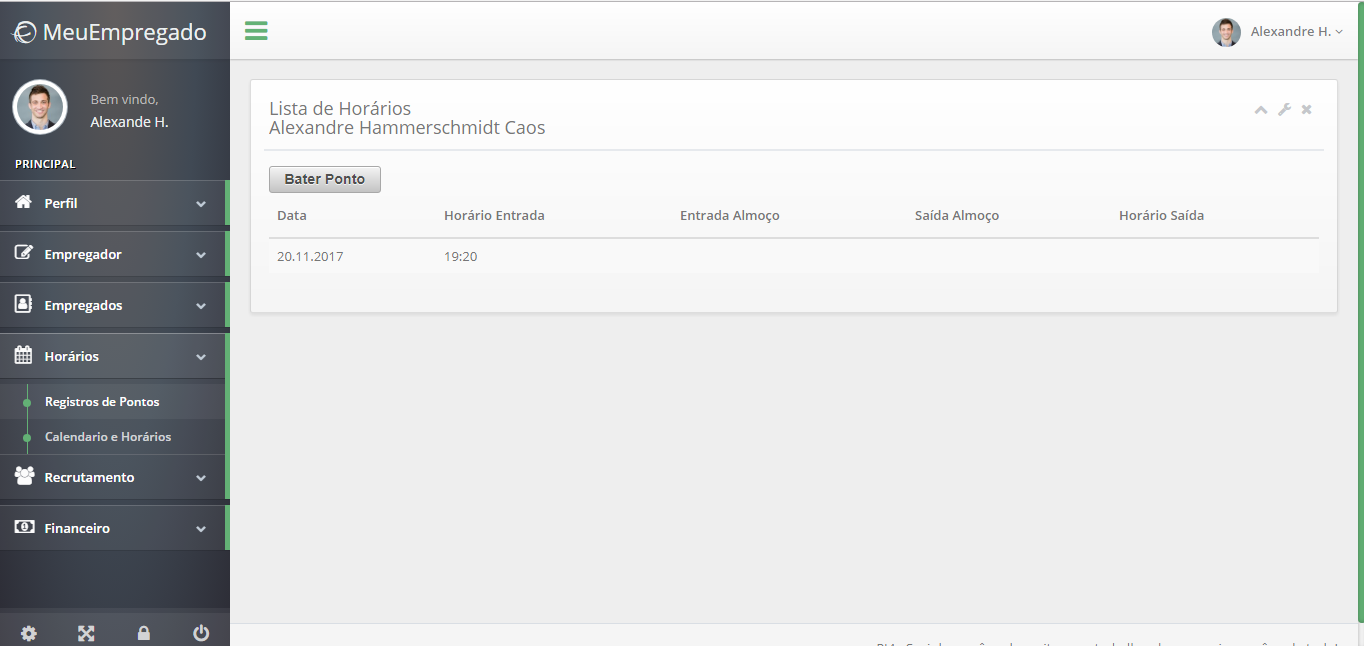 MeuEmpregado
Alexandre H.
Bem vindo,
Alexande H.
PRINCIPAL
Perfil
Empregador
Empregados
Horários
Registros de Pontos
Calendario e Horários
Recrutamento
Financeiro
Lista de Horários
Alexandre Hammerschmidt Caos
Bater Ponto
Data Horário Entrada Entrada Almoço Saída Almoço Horário Saída
20.11.2017 19:20